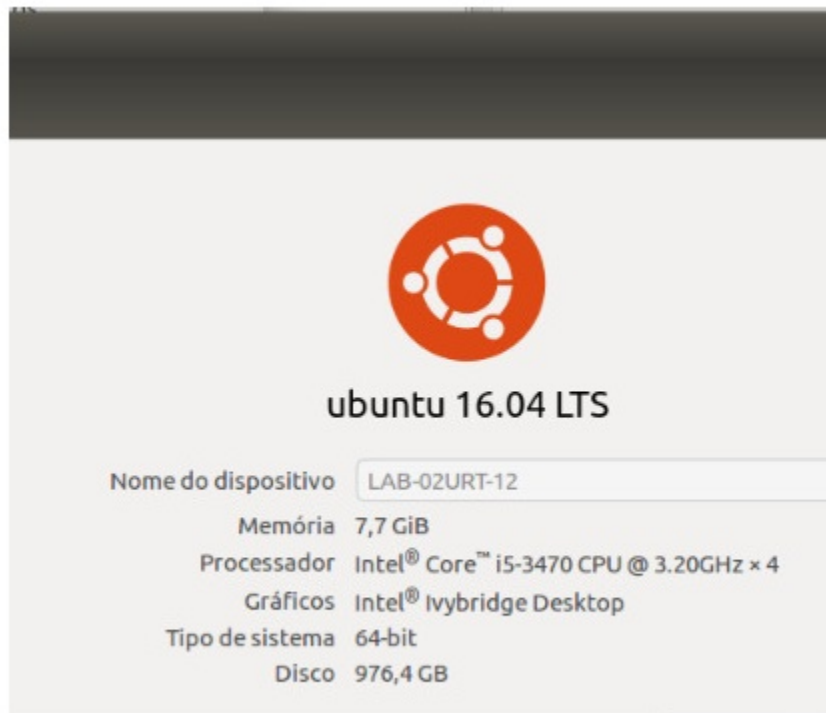 ubuntu 16.04 LTS
Nome do dispositivo LAB-02URT-12
Memória 7,7 GiB
Processador Intel® Core™ i5-3470 CPU @ 3.20GHz × 4
Gráficos Intel® Ivybridge Desktop
Tipo de sistema 64-bit
Disco 976,4 GB